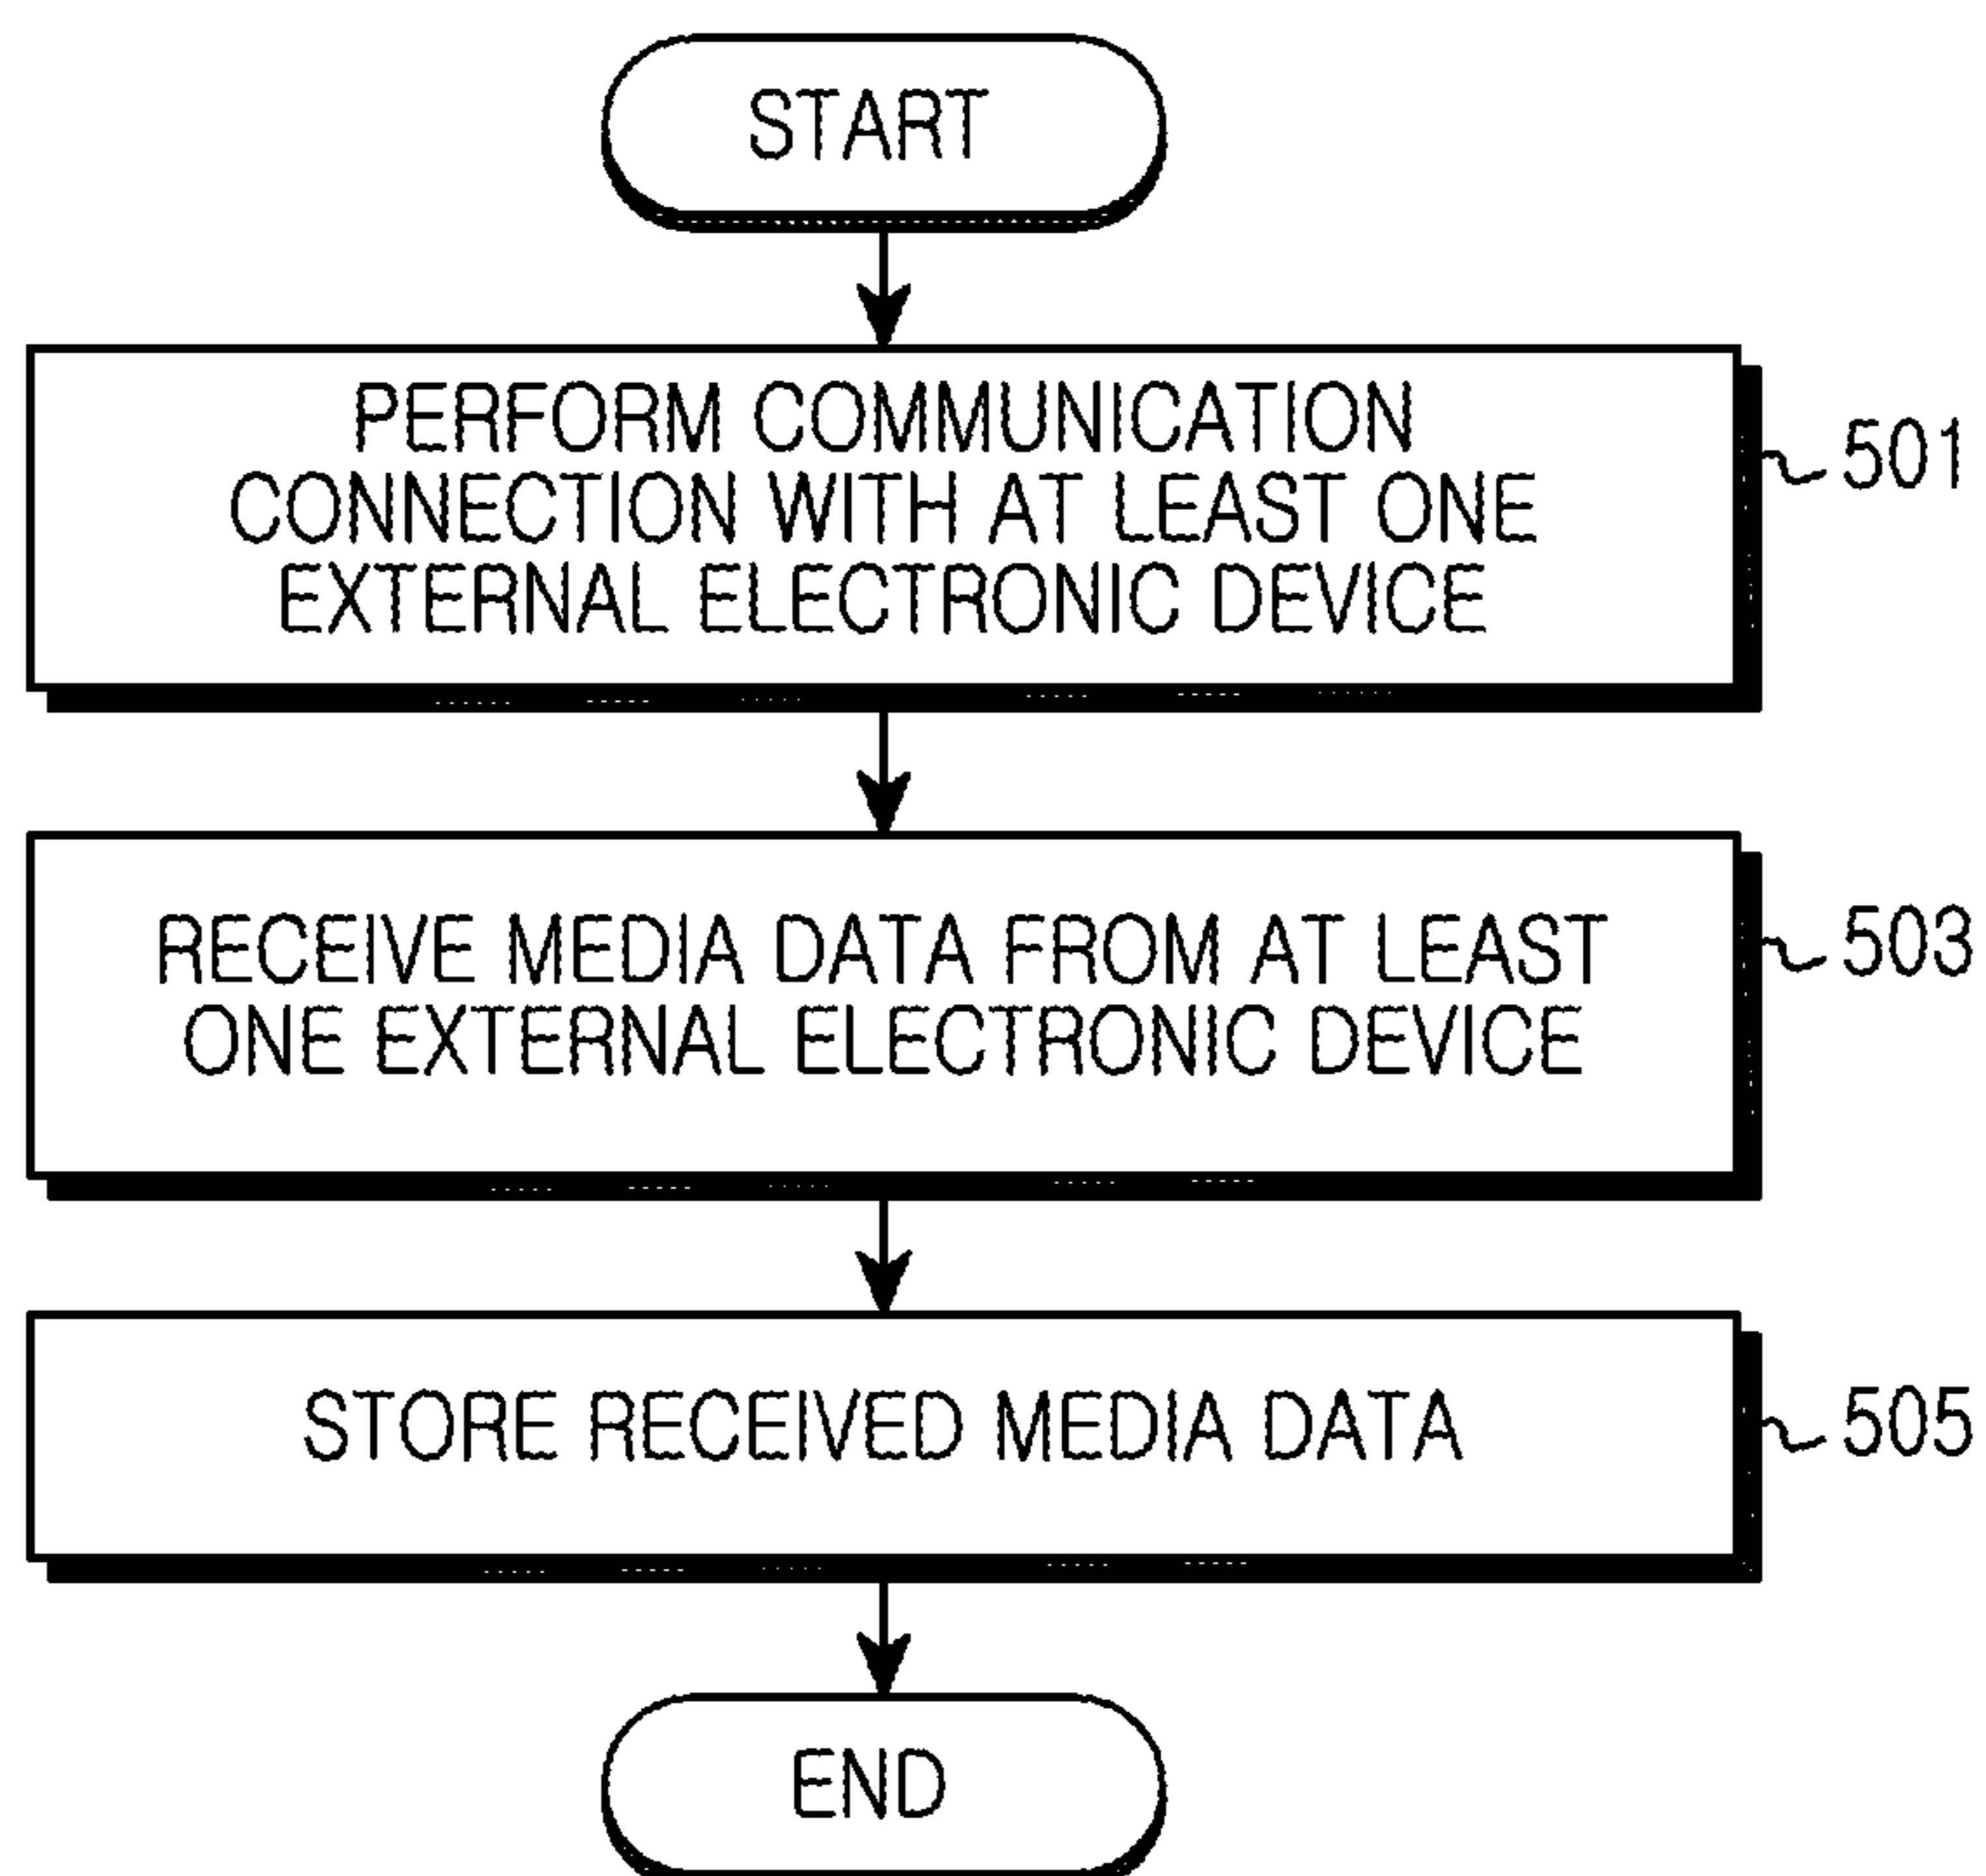 START
PERFORM COMMUNICATION
CONNECTION WITH AT LEAST ONE
EXTERNAL ELECTRONIC DEVICE
501
RECEIVE MEDIA DATA FROM AT LEAST
ONE EXTERNAL ELECTRONIC DEVICE
503
STORE RECEIVED MEDIA DATA
505
END